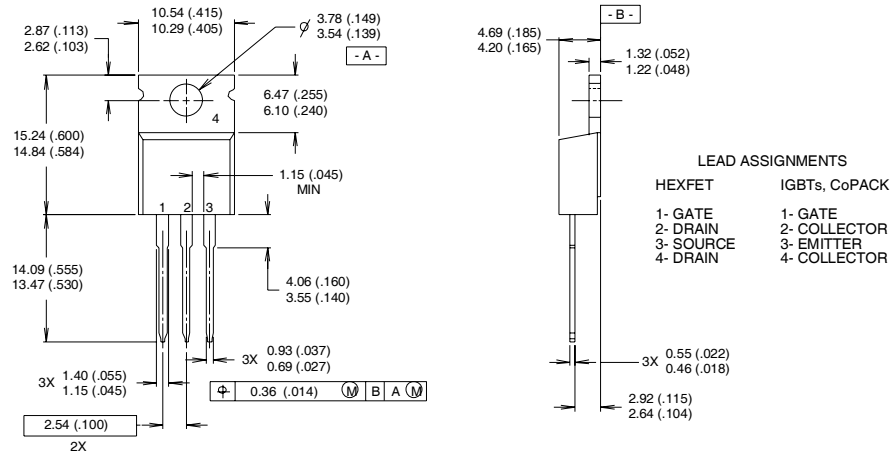 10.54 (.415)
10.29 (.405)
2.87 (.113)
2.62 (.103)
ø 3.78 (.149)
3.54 (.139)
- A -
6.47 (.255)
6.10 (.240)
4
15.24 (.600)
14.84 (.584)
1.15 (.045)
MIN
1 2 3
14.09 (.555)
13.47 (.530)
4.06 (.160)
3.55 (.140)
3X 0.93 (.037)
0.69 (.027)
3X 1.40 (.055)
1.15 (.045)
⌖ 0.36 (.014) Ⓜ B A Ⓜ
2.54 (.100)
2X
- B -
4.69 (.185)
4.20 (.165)
1.32 (.052)
1.22 (.048)
3X 0.55 (.022)
0.46 (.018)
2.92 (.115)
2.64 (.104)
LEAD ASSIGNMENTS
HEXFET IGBTs, CoPACK
1- GATE 1- GATE
2- DRAIN 2- COLLECTOR
3- SOURCE 3- EMITTER
4- DRAIN 4- COLLECTOR